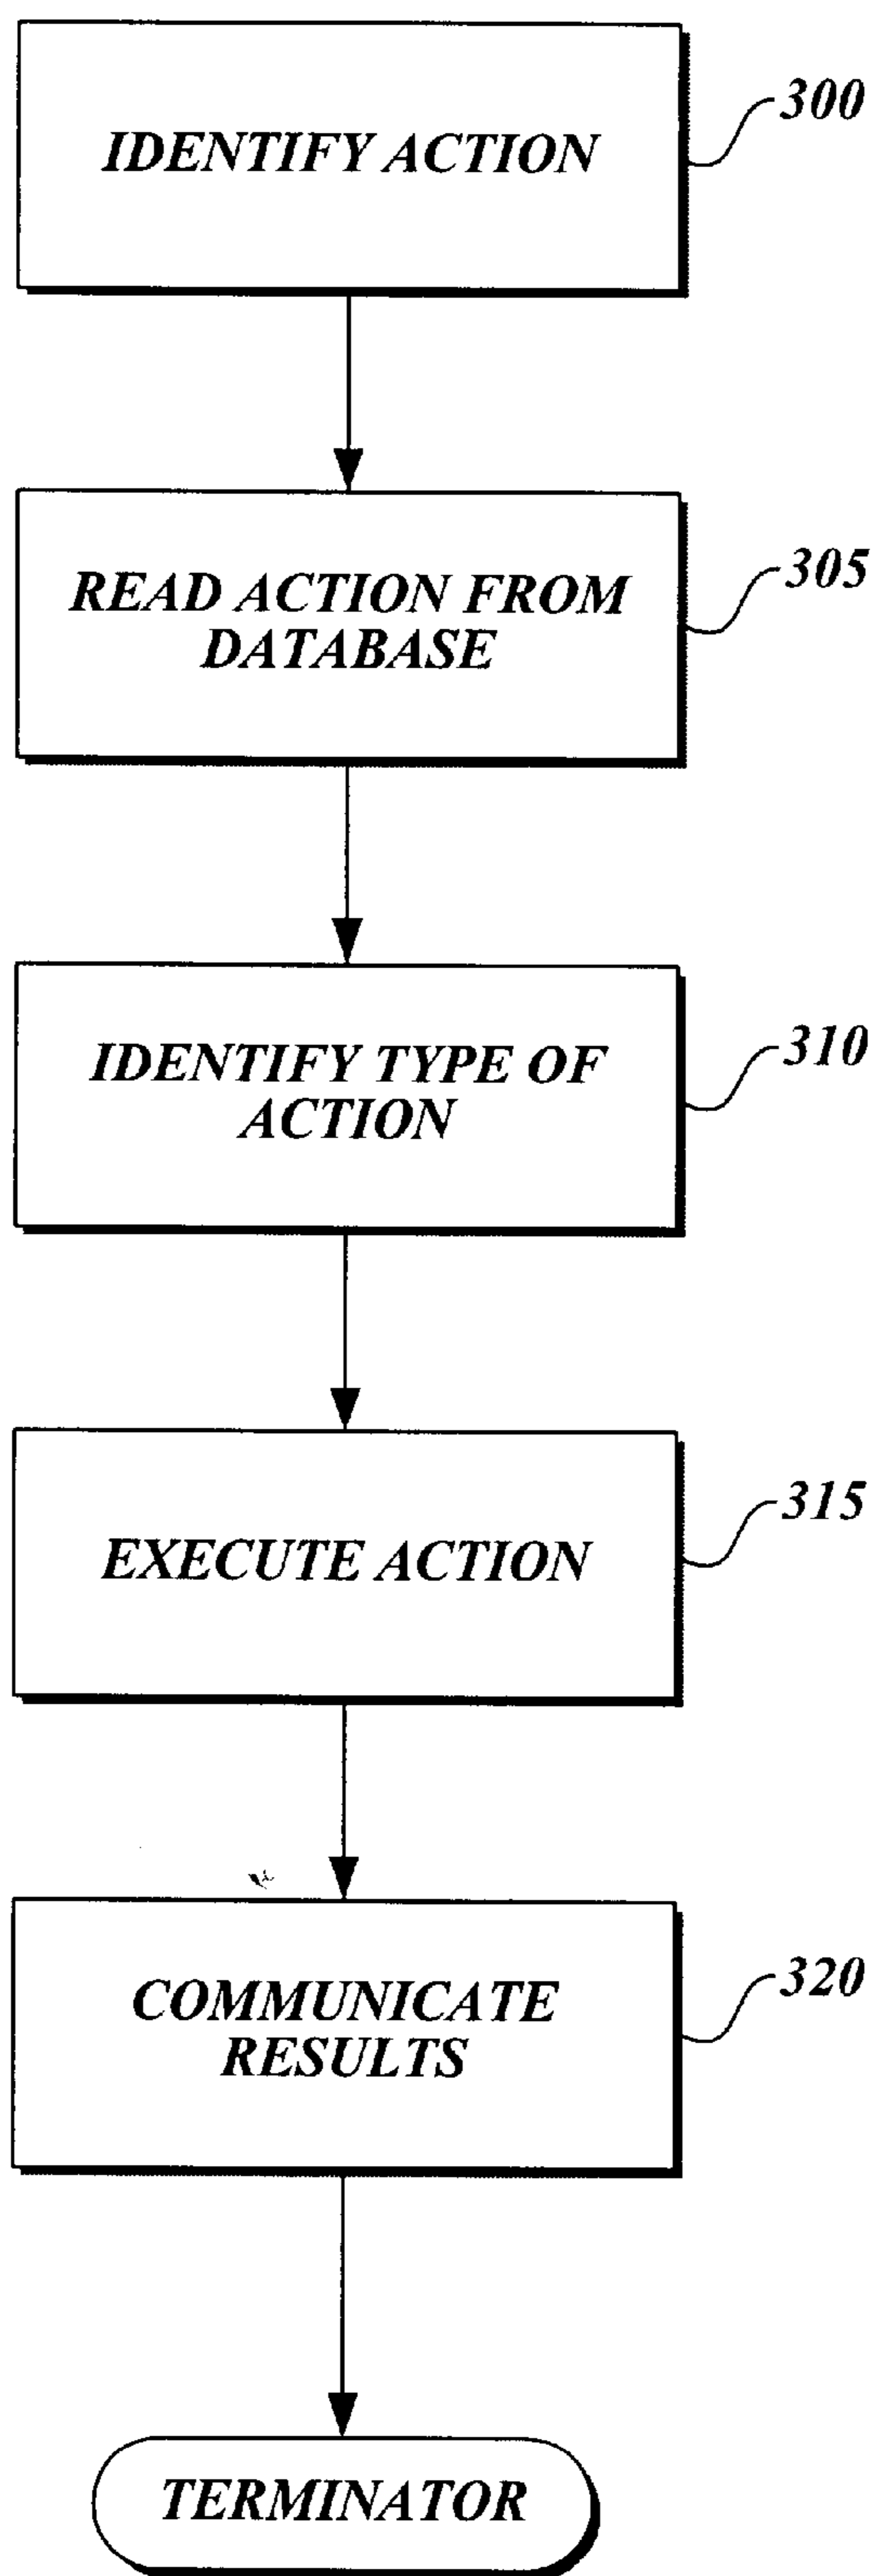 IDENTIFY ACTION
300
READ ACTION FROM
DATABASE
305
IDENTIFY TYPE OF
ACTION
310
EXECUTE ACTION
315
COMMUNICATE
RESULTS
320
TERMINATOR